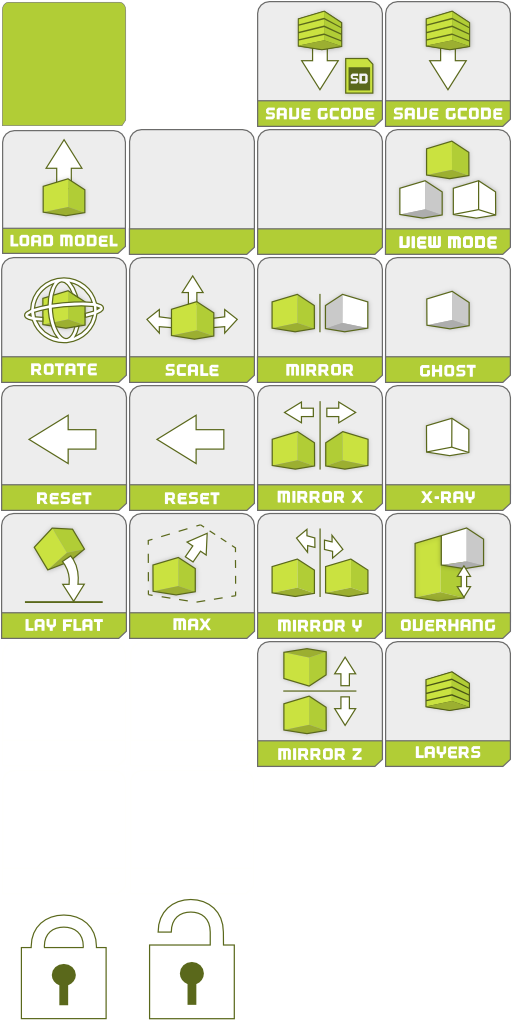 SD
SAVE GCODE
SAVE GCODE
LOAD MODEL
VIEW MODE
ROTATE
SCALE
MIRROR
GHOST
RESET
RESET
MIRROR X
X-RAY
LAY FLAT
MAX
MIRROR Y
OVERHANG
MIRROR Z
LAYERS